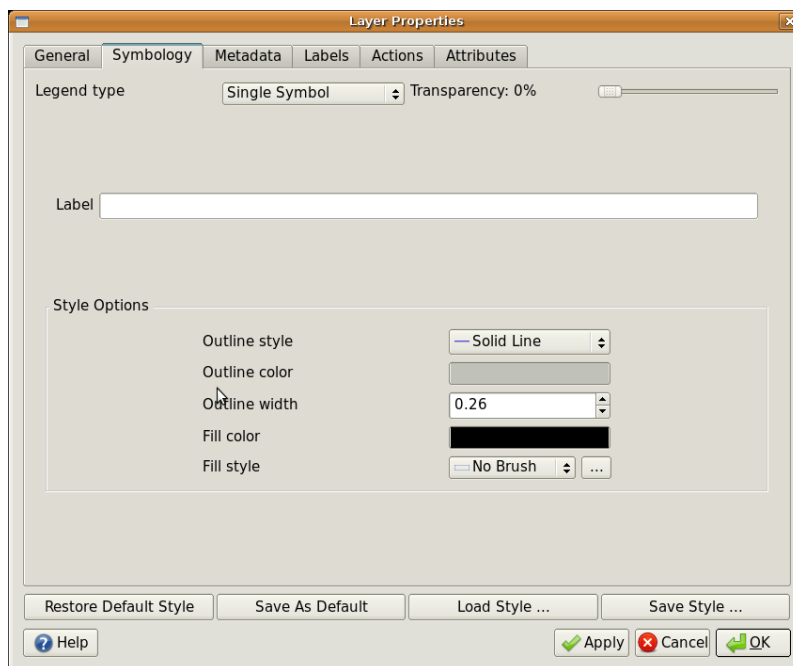 Layer Properties
General Symbology Metadata Labels Actions Attributes
Legend type Single Symbol Transparency: 0%
Label
Style Options
Outline style Solid Line
Outline color
Outline width 0.26
Fill color
Fill style No Brush ...
Restore Default Style Save As Default Load Style ... Save Style ...
Help Apply Cancel OK